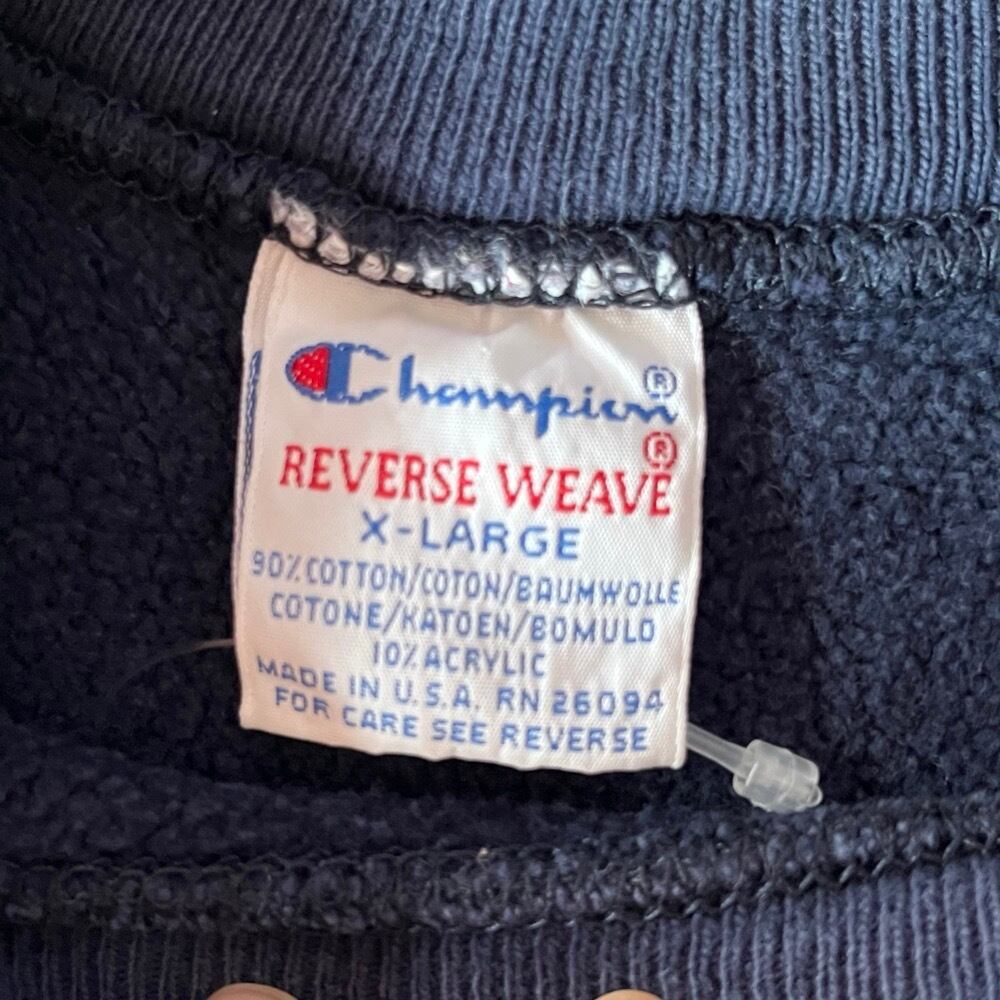 Champion®
REVERSE WEAVE®
X-LARGE
90% COTTON/COTON/BAUMWOLLE
COTONE/KATOEN/BOMULD
10% ACRYLIC
MADE IN U.S.A. RN 26094
FOR CARE SEE REVERSE